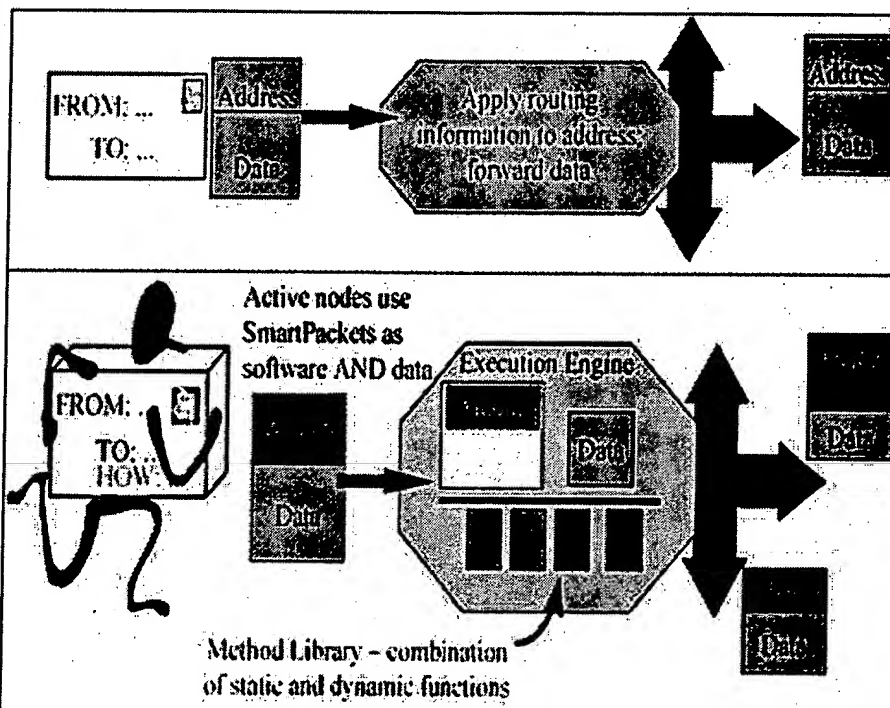 FROM: ...
TO: ...
Address
Data
Apply routing
information to address;
forward data
Address
Data
Active nodes use
SmartPackets as
software AND data
FROM: ...
TO: ...
HOW:
Data
Execution Engine
Data
Data
Data
Method Library – combination
of static and dynamic functions